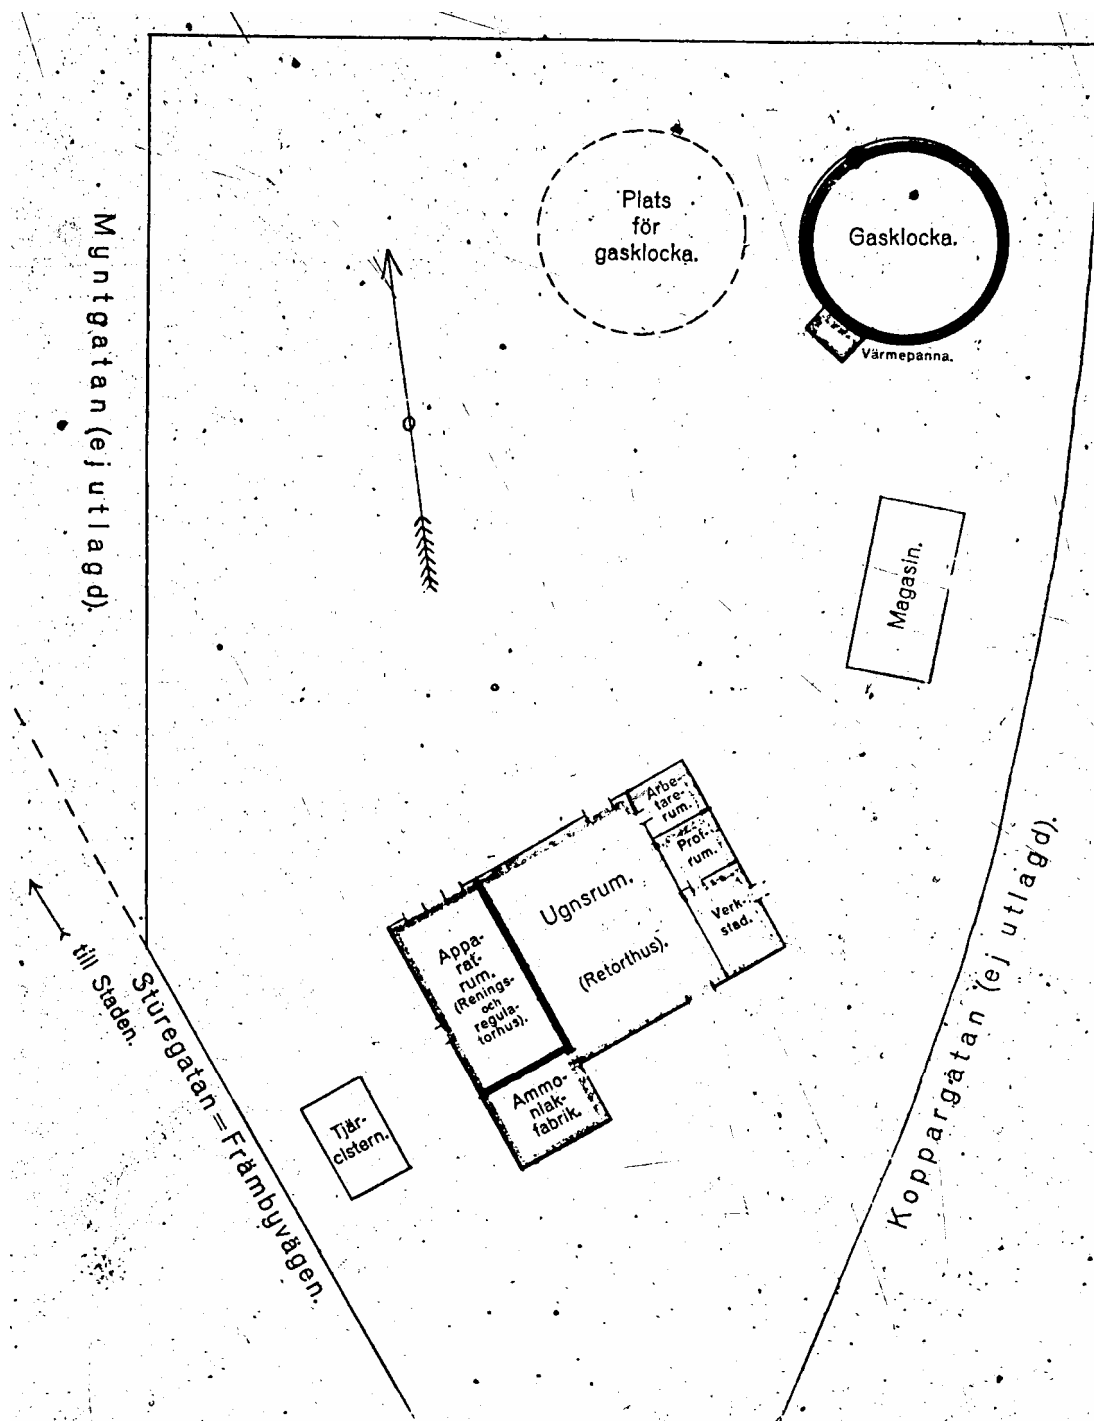 Plats
för
gasklocka.
Gasklocka.
Värmepanna.
Myntgatan (ej utlagd).
Magasin.
Arbe-
tare-
rum.
Prof-
rum.
Verk-
stad.
Ugnsrum.
(Retorthus).
Appa-
rat-
rum.
(Renings-
och
regula-
torhus).
Ammo-
niak-
fabrik.
Tjär-
cistern.
till Staden.
Sturegatan = Främbyvägen.
Koppargatan (ej utlagd).